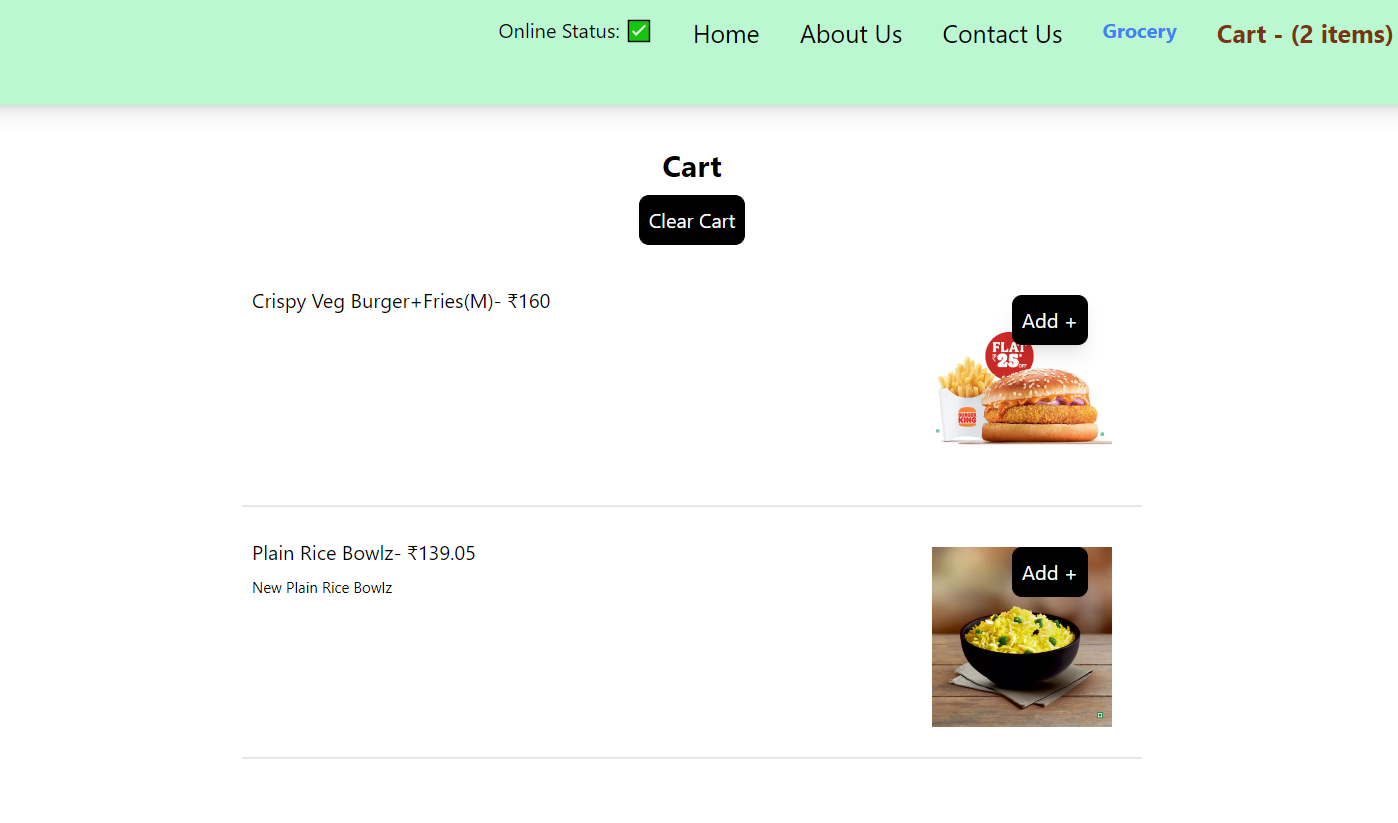 Online Status: ✅ Home About Us Contact Us Grocery Cart - (2 items)
Cart
Clear Cart
Crispy Veg Burger+Fries(M)- ₹160
Add +
FLAT
₹25*
OFF
BURGER
KING
Plain Rice Bowlz- ₹139.05
Add +
New Plain Rice Bowlz